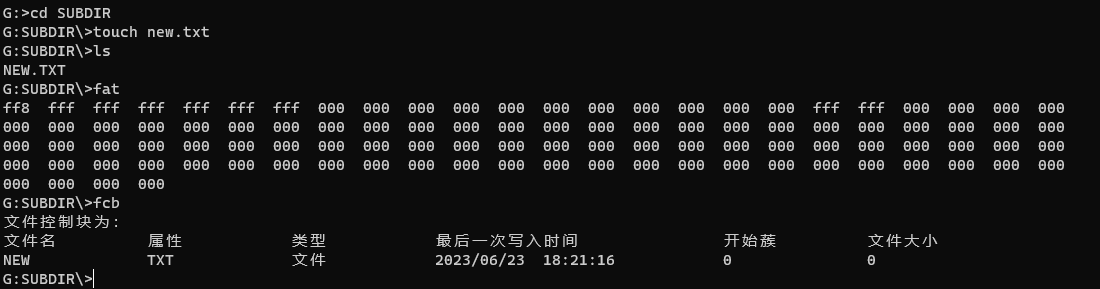 G:>cd SUBDIR
G:SUBDIR\>touch new.txt
G:SUBDIR\>ls
NEW.TXT
G:SUBDIR\>fat
ff8 fff fff fff fff fff fff 000 000 000 000 000 000 000 000 000 000 000 fff fff 000 000 000 000
000 000 000 000 000 000 000 000 000 000 000 000 000 000 000 000 000 000 000 000 000 000 000 000
000 000 000 000 000 000 000 000 000 000 000 000 000 000 000 000 000 000 000 000 000 000 000 000
000 000 000 000 000 000 000 000 000 000 000 000 000 000 000 000 000 000 000 000 000 000 000 000
000 000 000 000
G:SUBDIR\>fcb
文件控制块为:
文件名 属性 类型 最后一次写入时间 开始蔟 文件大小
NEW TXT 文件 2023/06/23 18:21:16 0 0
G:SUBDIR\>